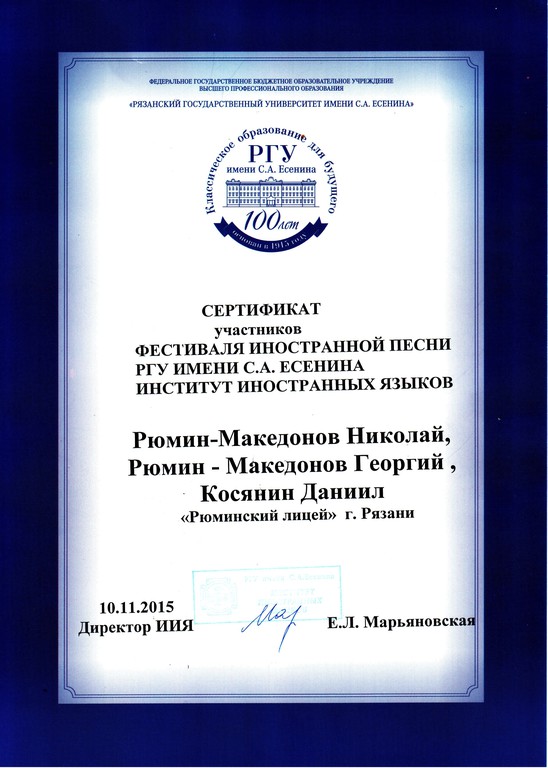 ФЕДЕРАЛЬНОЕ ГОСУДАРСТВЕННОЕ БЮДЖЕТНОЕ ОБРАЗОВАТЕЛЬНОЕ УЧРЕЖДЕНИЕ
ВЫСШЕГО ПРОФЕССИОНАЛЬНОГО ОБРАЗОВАНИЯ
«РЯЗАНСКИЙ ГОСУДАРСТВЕННЫЙ УНИВЕРСИТЕТ ИМЕНИ С.А. ЕСЕНИНА»
Классическое образование для будущего
РГУ
имени С.А. Есенина
100 лет
основан в 1915 году
СЕРТИФИКАТ
участников
ФЕСТИВАЛЯ ИНОСТРАННОЙ ПЕСНИ
РГУ ИМЕНИ С.А. ЕСЕНИНА
ИНСТИТУТ ИНОСТРАННЫХ ЯЗЫКОВ
Рюмин-Македонов Николай,
Рюмин - Македонов Георгий ,
Косянин Даниил
«Рюминский лицей» г. Рязани
10.11.2015
Директор ИИЯ Е.Л. Марьяновская